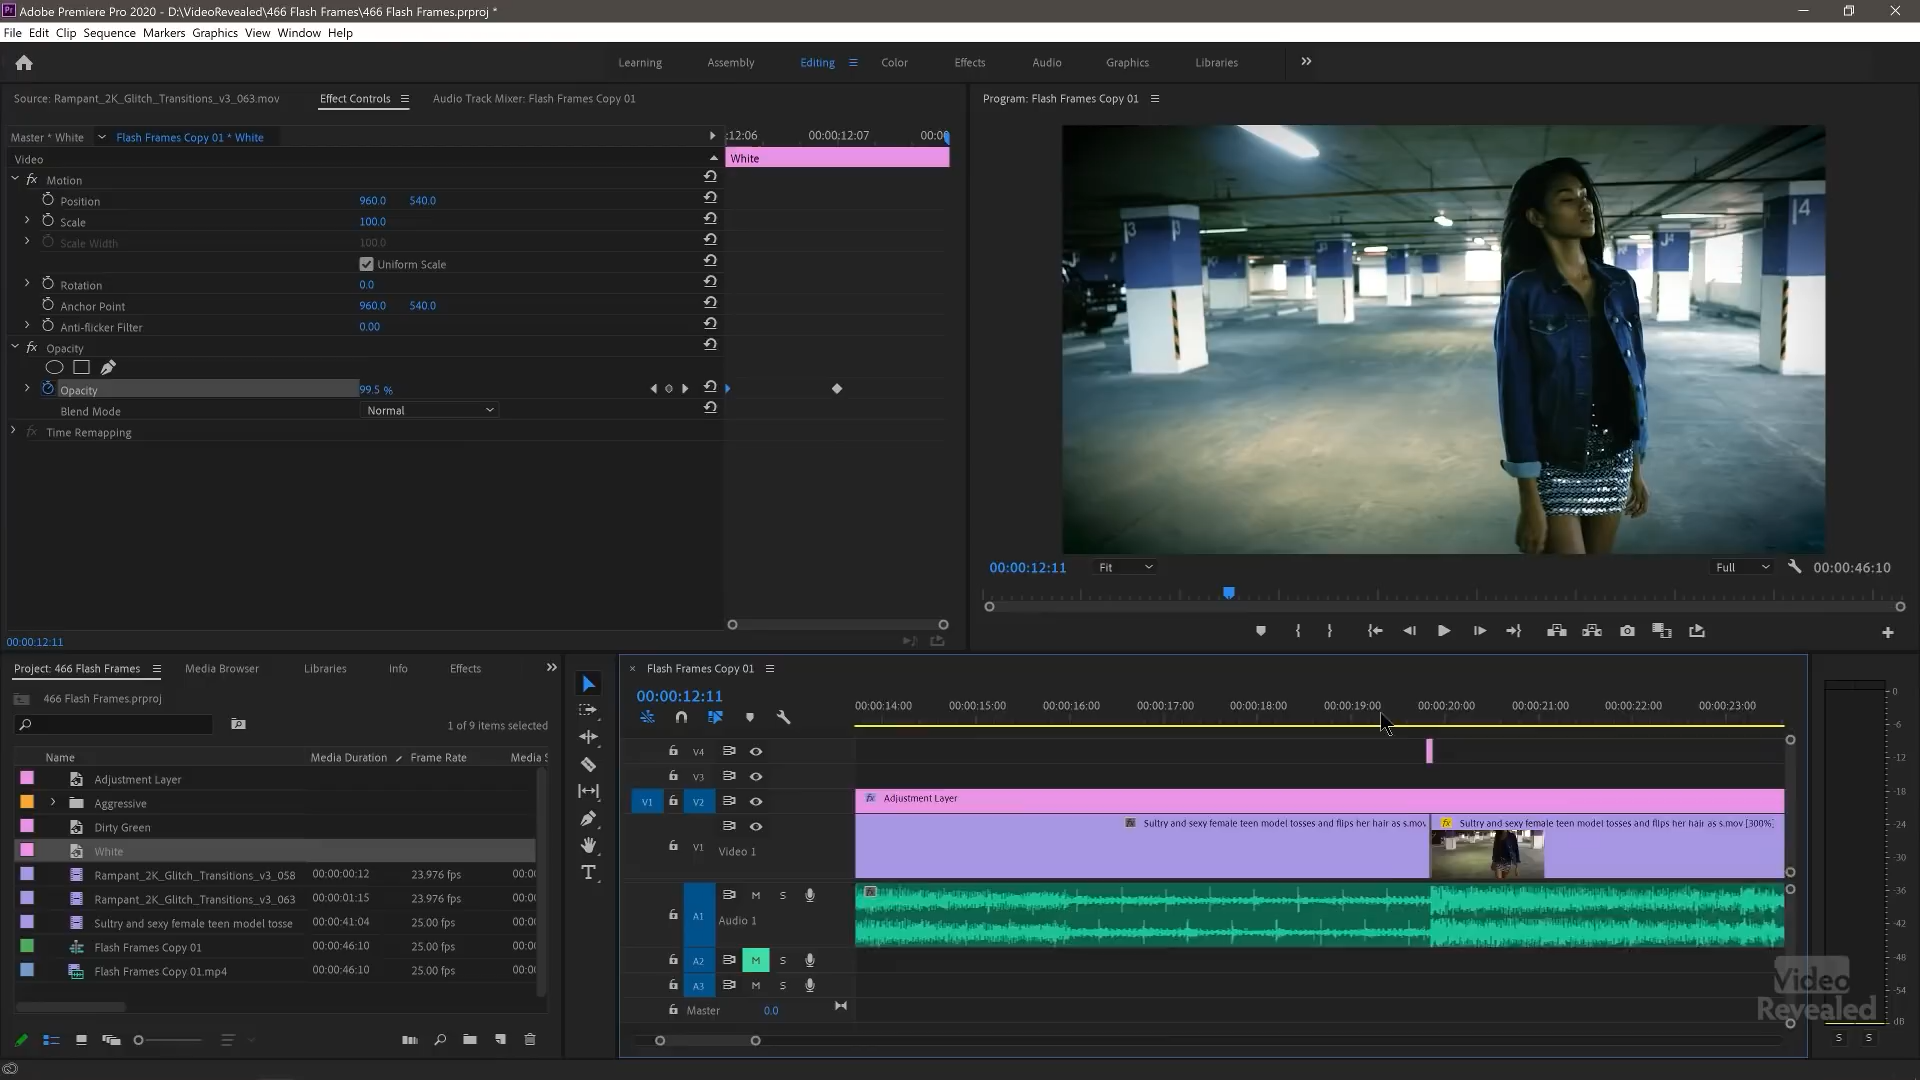 Adobe Premiere Pro 2020 - D:\VideoRevealed\466 Flash Frames\466 Flash Frames.prproj *
File Edit Clip Sequence Markers Graphics View Window Help
Learning Assembly Editing Color Effects Audio Graphics Libraries
Source: Rampant_2K_Glitch_Transitions_v3_063.mov Effect Controls Audio Track Mixer: Flash Frames Copy 01
Program: Flash Frames Copy 01
Master * White Flash Frames Copy 01 * White
:12:06 00:00:12:07 00:00
Video
White
Motion
Position 960.0 540.0
Scale 100.0
Scale Width 100.0
Uniform Scale
Rotation 0.0
Anchor Point 960.0 540.0
Anti-flicker Filter 0.00
Opacity
Opacity 99.5 %
Blend Mode Normal
Time Remapping
00:00:12:11
J3
J4
J4
00:00:12:11 Fit Full 00:00:46:10
Project: 466 Flash Frames Media Browser Libraries Info Effects
466 Flash Frames.prproj
1 of 9 items selected
Name Media Duration Frame Rate Media S
Adjustment Layer
Aggressive
Dirty Green
White
Rampant_2K_Glitch_Transitions_v3_058 00:00:00:12 23.976 fps 00:00
Rampant_2K_Glitch_Transitions_v3_063 00:00:01:15 23.976 fps 00:00
Sultry and sexy female teen model tosse 00:00:41:04 25.00 fps 00:00
Flash Frames Copy 01 00:00:46:10 25.00 fps 00:00
Flash Frames Copy 01.mp4 00:00:46:10 25.00 fps 00:00
Flash Frames Copy 01
00:00:12:11
00:00:14:00 00:00:15:00 00:00:16:00 00:00:17:00 00:00:18:00 00:00:19:00 00:00:20:00 00:00:21:00 00:00:22:00 00:00:23:00
V4
V3
V1 V2 Adjustment Layer
Sultry and sexy female teen model tosses and flips her hair as s.mov
Sultry and sexy female teen model tosses and flips her hair as s.mov [300%]
V1 Video 1
A1 M S
Audio 1
A2 M S
A3 M S
Master 0.0
0
-6
-12
-18
-24
-30
-36
-42
-48
-54
dB
S S
Video
Revealed